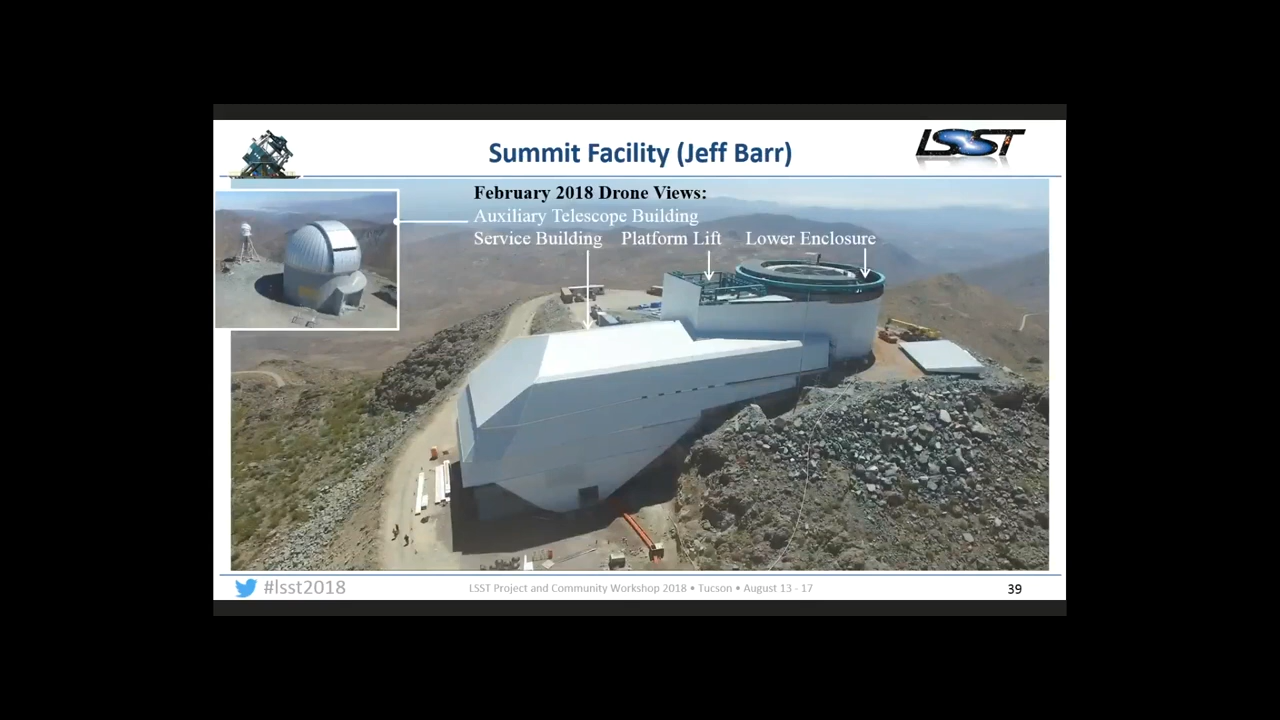 Summit Facility (Jeff Barr)
LSST
February 2018 Drone Views:
Auxiliary Telescope Building
Service Building Platform Lift Lower Enclosure
#lsst2018
LSST Project and Community Workshop 2018 • Tucson • August 13 - 17
39